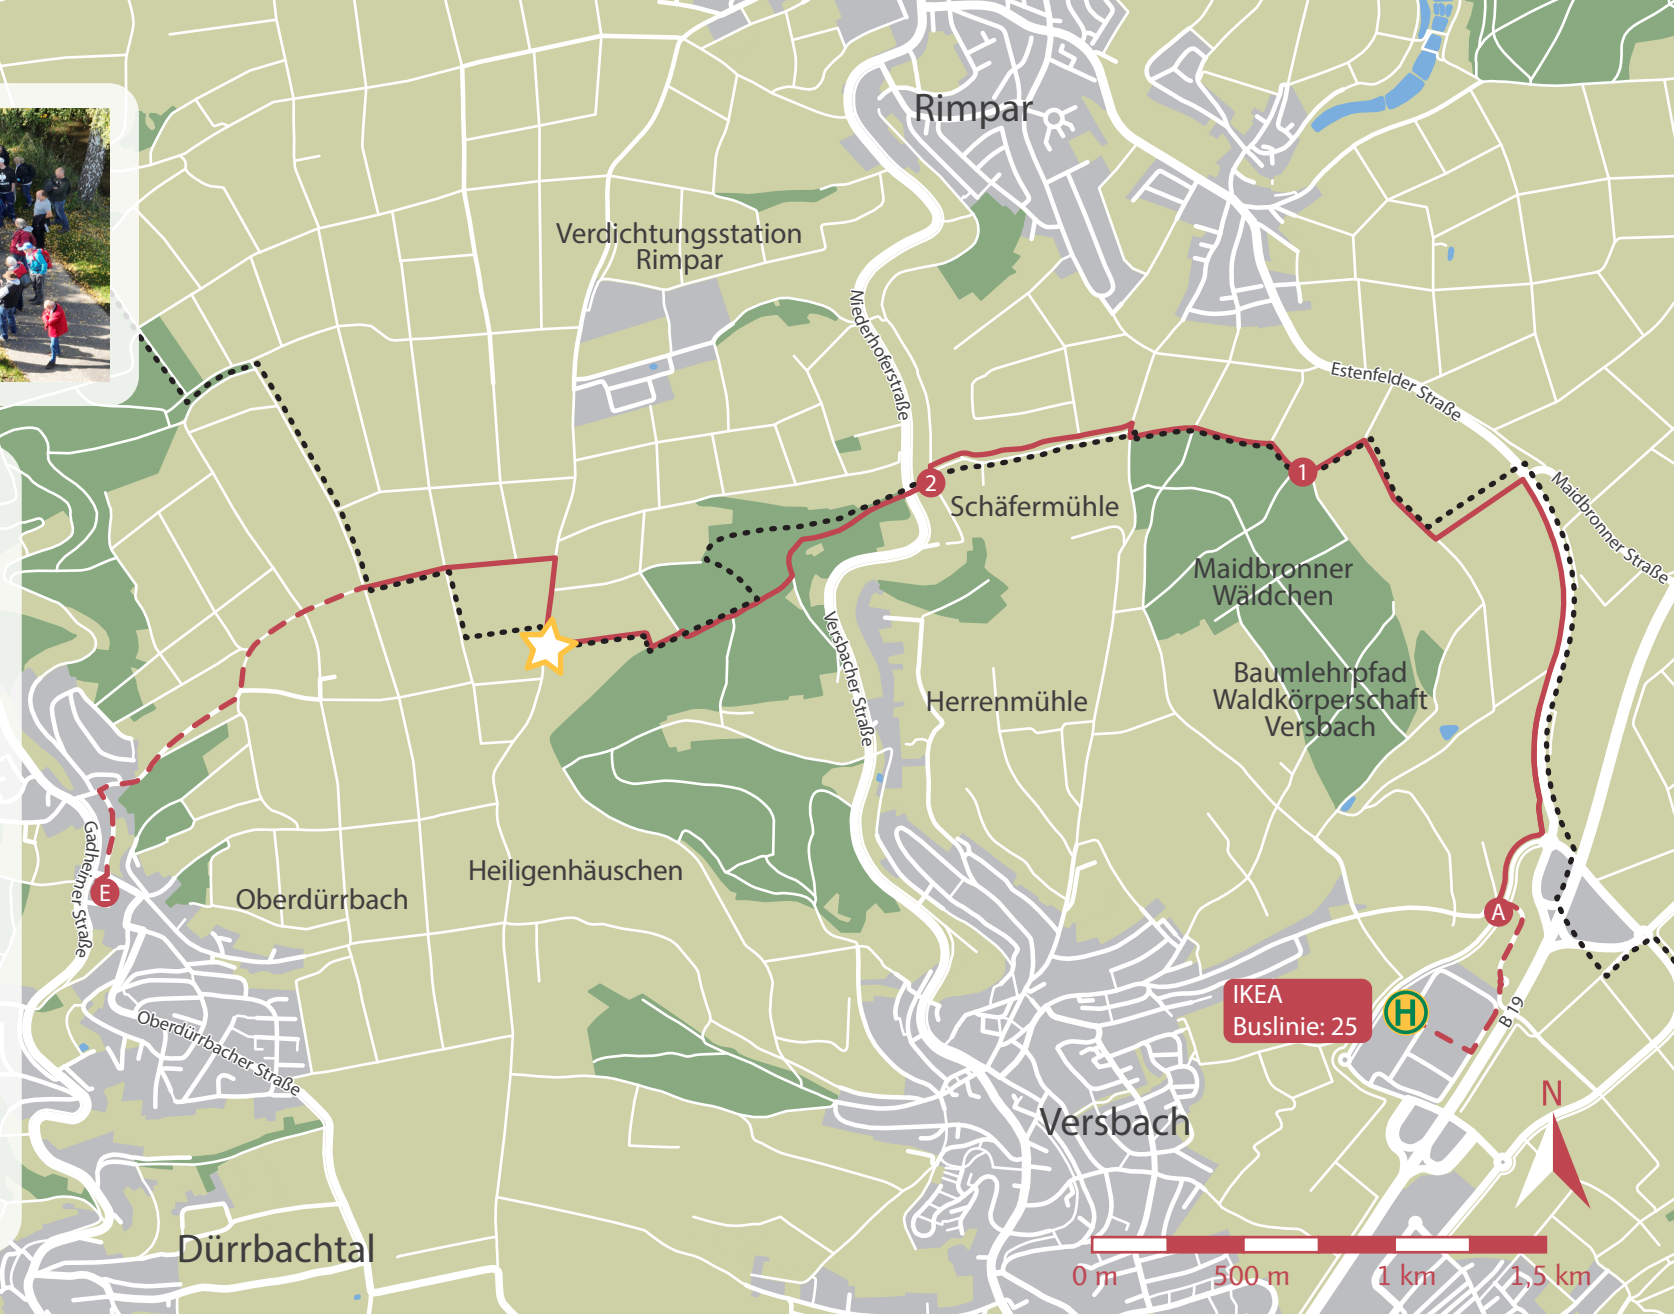 Rimpar
Verdichtungsstation
Rimpar
Niederhoferstraße
Estenfelder Straße
Maidbronner Straße
1
2
Schäfermühle
Maidbronner
Wäldchen
Versbacher Straße
Baumlehrpfad
Waldkörperschaft
Versbach
Herrenmühle
Gadheimer Straße
Heiligenhäuschen
E
Oberdürrbach
A
IKEA
Buslinie: 25
H
B 19
Oberdürrbacher Straße
N
Versbach
Dürrbachtal
0 m
500 m
1 km
1,5 km